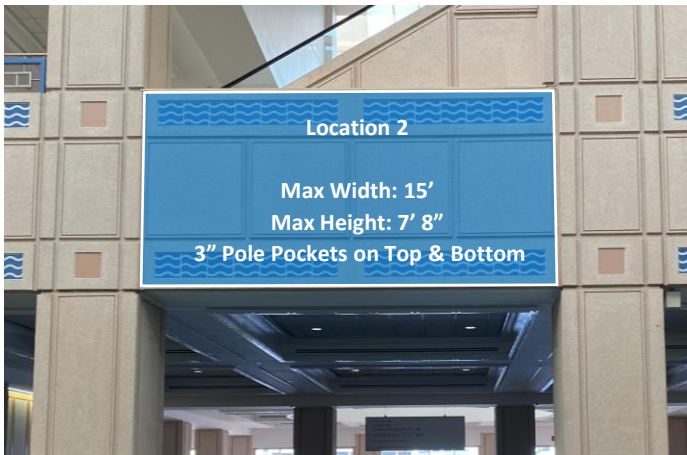 Location 2
Max Width: 15’
Max Height: 7’ 8”
3” Pole Pockets on Top & Bottom